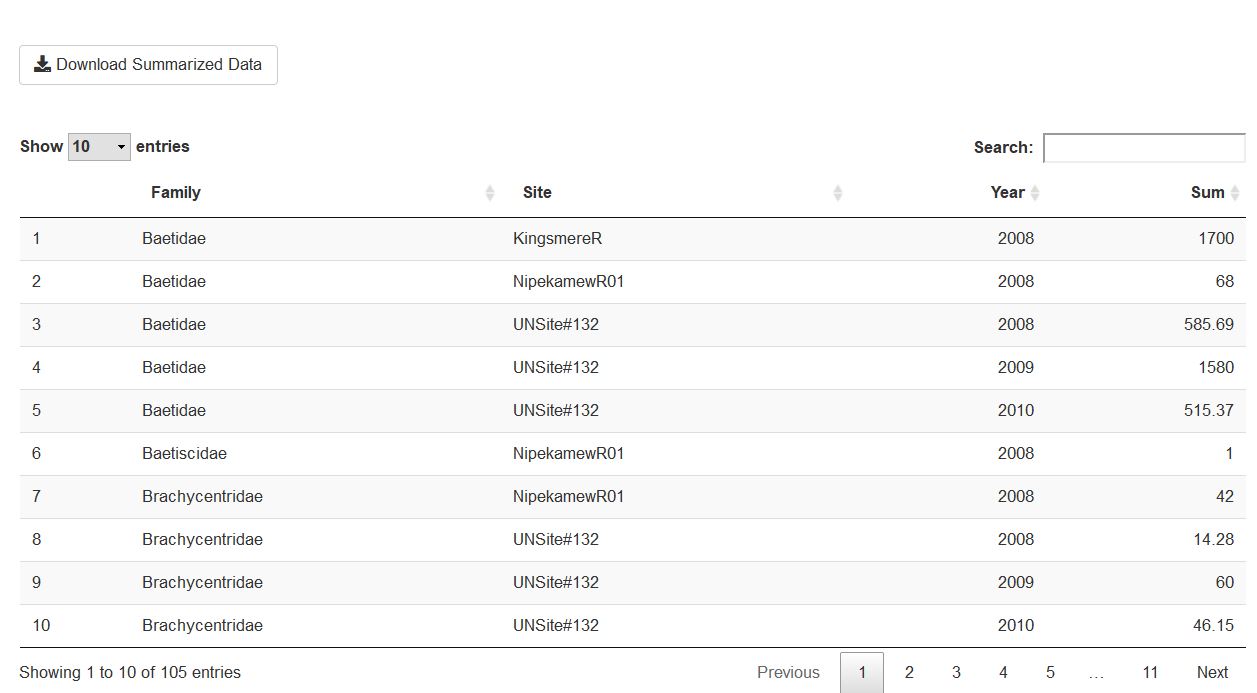 Download Summarized Data
Show 10 entries Search:
Family Site Year Sum
1 Baetidae KingsmereR 2008 1700
2 Baetidae NipekamewR01 2008 68
3 Baetidae UNSite#132 2008 585.69
4 Baetidae UNSite#132 2009 1580
5 Baetidae UNSite#132 2010 515.37
6 Baetiscidae NipekamewR01 2008 1
7 Brachycentridae NipekamewR01 2008 42
8 Brachycentridae UNSite#132 2008 14.28
9 Brachycentridae UNSite#132 2009 60
10 Brachycentridae UNSite#132 2010 46.15
Showing 1 to 10 of 105 entries Previous 1 2 3 4 5 … 11 Next